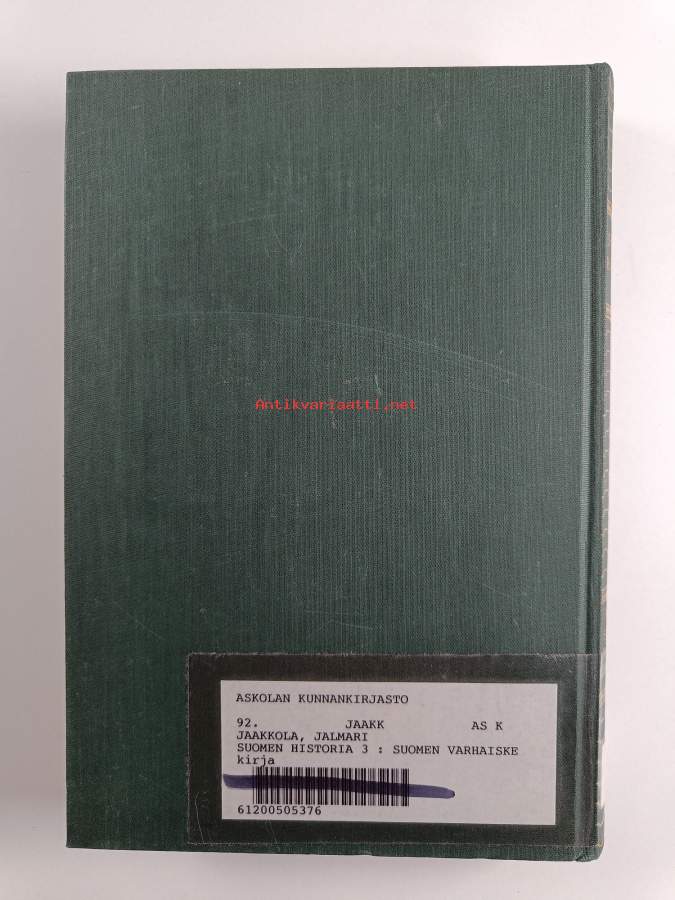 Antikvariaatti.net
ASKOLAN KUNNANKIRJASTO
92. JAAKK AS K
JAAKKOLA, JALMARI
SUOMEN HISTORIA 3 : SUOMEN VARHAISKE
kirja
61200505376